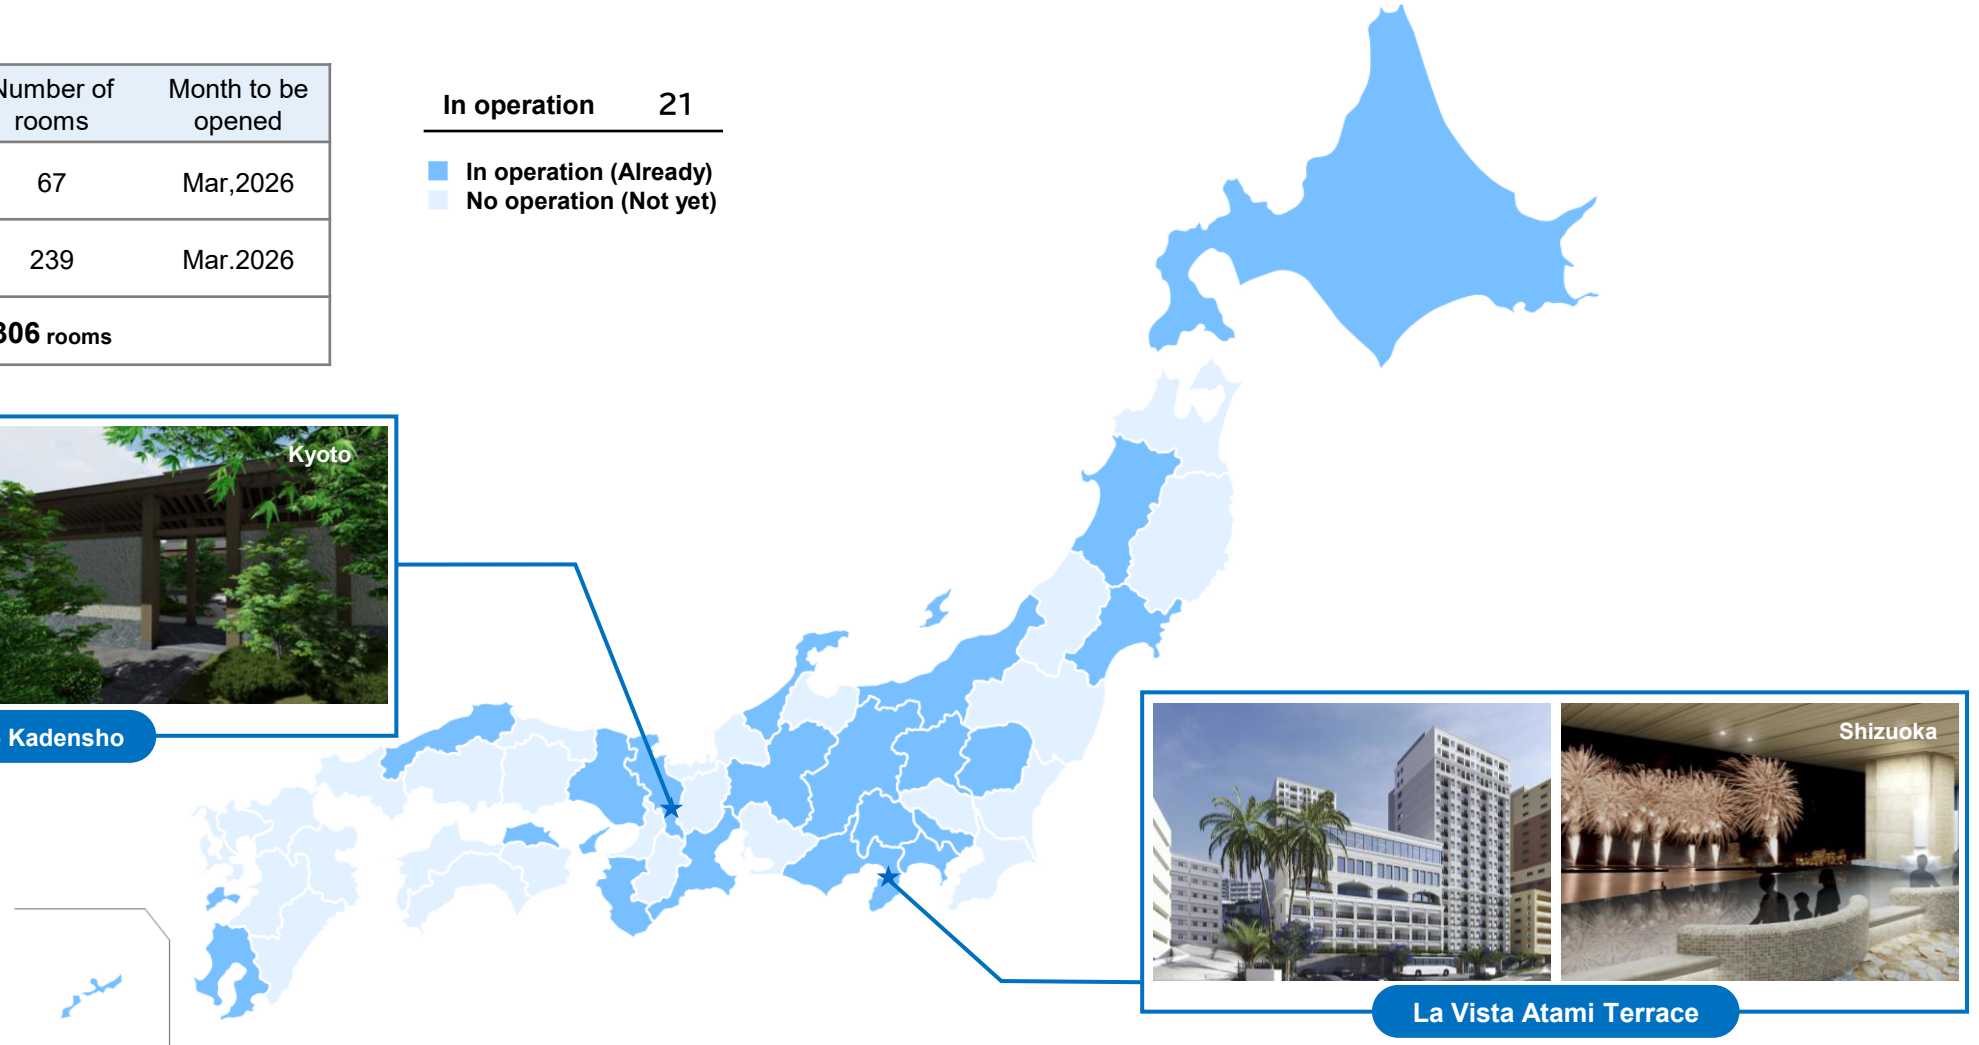 Number of rooms
Month to be opened
67 Mar,2026
239 Mar.2026
306 rooms
In operation 21
In operation (Already)
No operation (Not yet)
Kyoto
Kadensho
Shizuoka
La Vista Atami Terrace